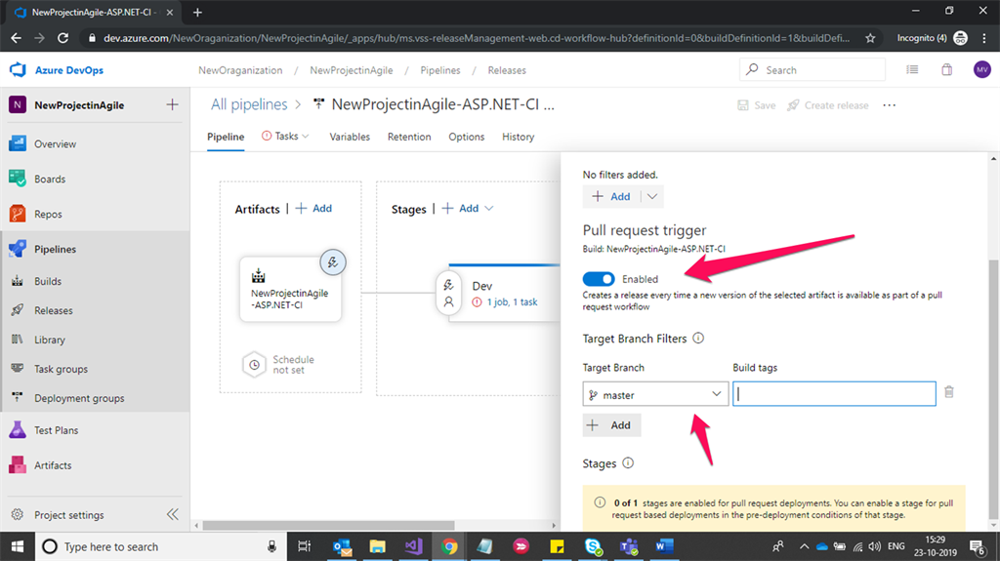 NewProjectinAgile-ASP.NET-CI -
dev.azure.com/NewOraganization/NewProjectinAgile/_apps/hub/ms.vss-releaseManagement-web.cd-workflow-hub?definitionId=0&buildDefinitionId=1&buildDefi...
Incognito (4)
Azure DevOps
NewOraganization / NewProjectinAgile / Pipelines / Releases
Search
MV
N NewProjectinAgile
All pipelines > NewProjectinAgile-ASP.NET-CI ...
Save
Create release
Pipeline Tasks Variables Retention Options History
Overview
Boards
Repos
Pipelines
Builds
Releases
Library
Task groups
Deployment groups
Test Plans
Artifacts
Project settings
Artifacts | + Add
NewProjectinAgile
-ASP.NET-CI
Schedule
not set
Stages | + Add
Dev
1 job, 1 task
No filters added.
+ Add
Pull request trigger
Build: NewProjectinAgile-ASP.NET-CI
Enabled
Creates a release every time a new version of the selected artifact is available as part of a pull
request workflow
Target Branch Filters
Target Branch Build tags
master
+ Add
Stages
0 of 1 stages are enabled for pull request deployments. You can enable a stage for pull
request based deployments in the pre-deployment conditions of that stage.
Type here to search
ENG
15:29
23-10-2019
6